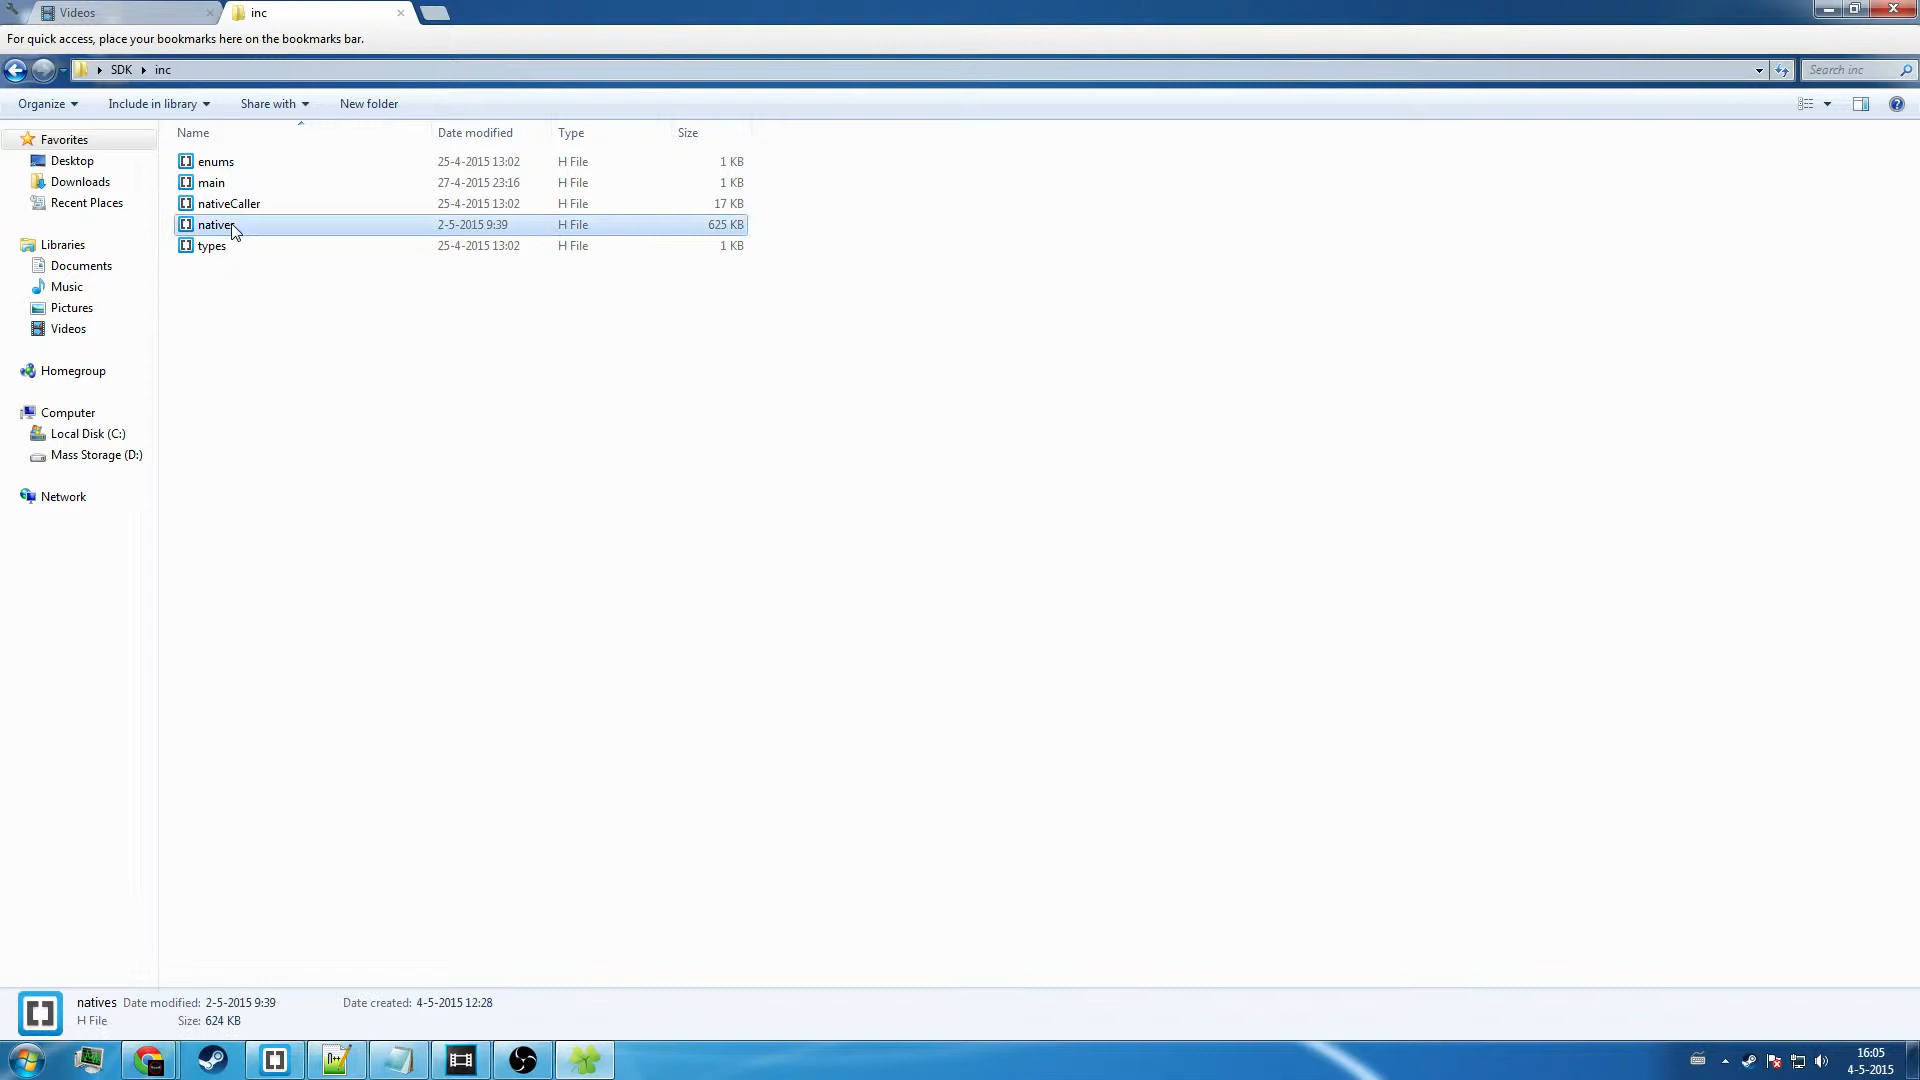 Videos
inc
For quick access, place your bookmarks here on the bookmarks bar.
SDK
inc
Search inc
Organize
Include in library
Share with
New folder
Name Date modified Type Size
enums 25-4-2015 13:02 H File 1 KB
main 27-4-2015 23:16 H File 1 KB
nativeCaller 25-4-2015 13:02 H File 17 KB
natives 2-5-2015 9:39 H File 625 KB
types 25-4-2015 13:02 H File 1 KB
Favorites
Desktop
Downloads
Recent Places
Libraries
Documents
Music
Pictures
Videos
Homegroup
Computer
Local Disk (C:)
Mass Storage (D:)
Network
natives Date modified: 2-5-2015 9:39 Date created: 4-5-2015 12:28
H File Size: 624 KB
16:05
4-5-2015